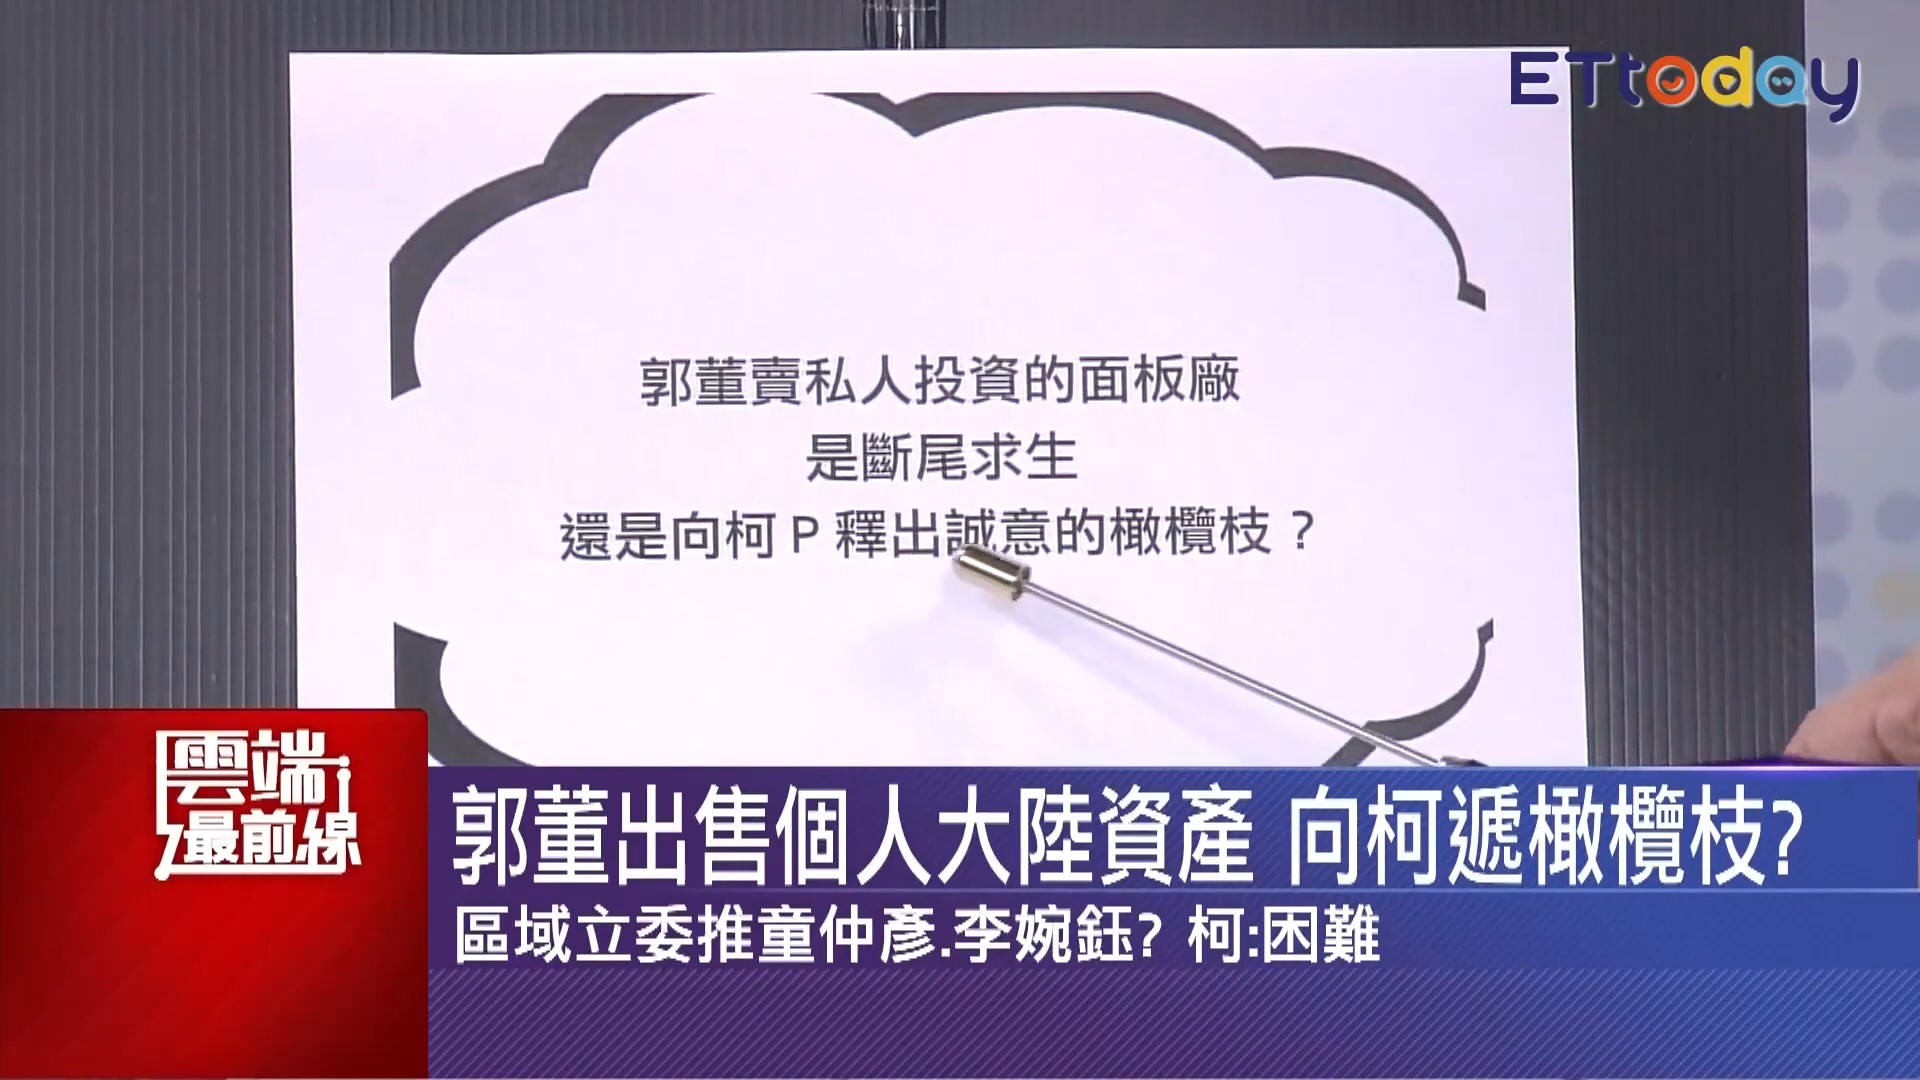 ETtoday
郭董賣私人投資的面板廠
是斷尾求生
還是向柯P釋出誠意的橄欖枝?
雲端最前線
郭董出售個人大陸資產 向柯遞橄欖枝?
區域立委推童仲彥.李婉鈺? 柯:困難